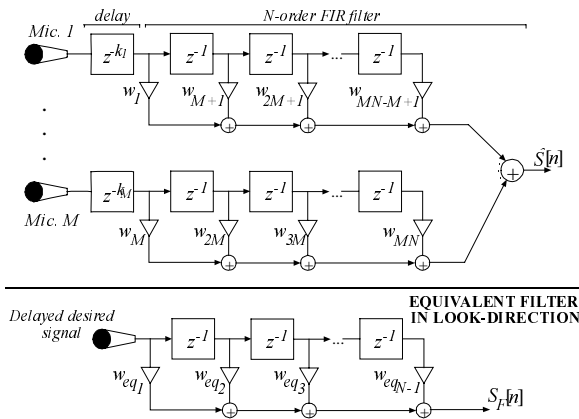 delay N-order FIR filter
Mic. 1
z-k1 z-1 z-1 ... z-1
w1 wM+1 w2M+1 wMN-M+1
+ + +
Ŝ[n]
+
z-kM z-1 z-1 ... z-1
Mic. M
wM w2M w3M wMN
+ + +
EQUIVALENT FILTER
IN LOOK-DIRECTION
Delayed desired
signal
z-1 z-1 ... z-1
weq1 weq2 weq3 weqN-1
SF[n]
+ + +